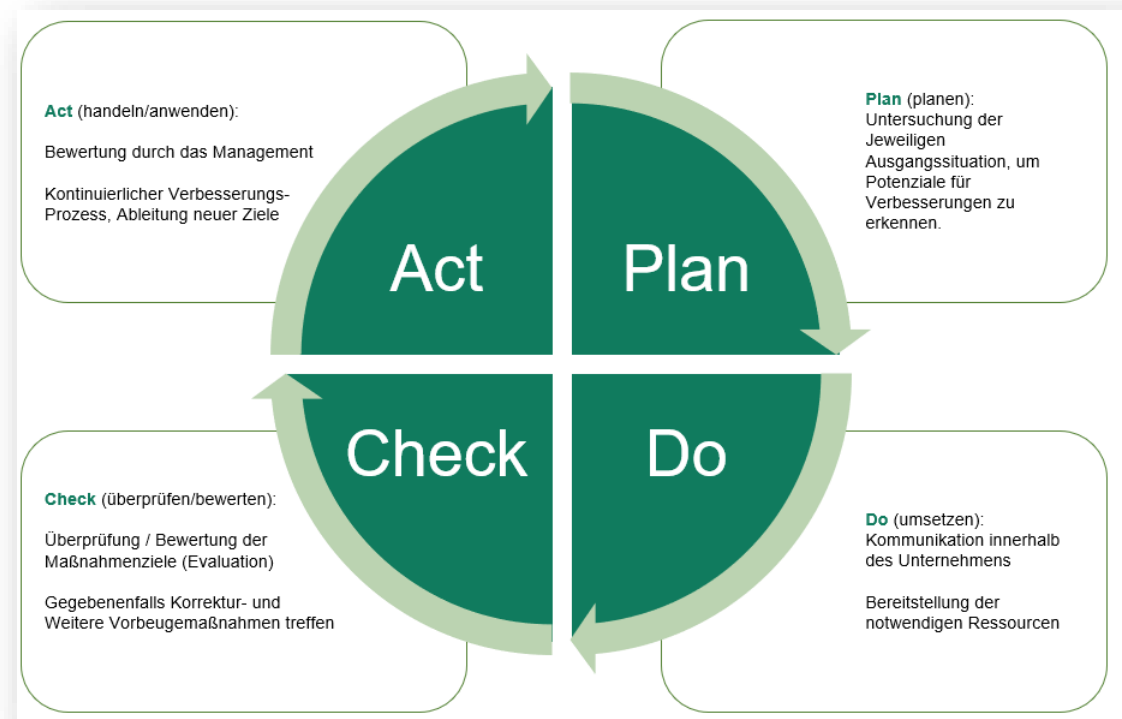 Act (handeln/anwenden):
Bewertung durch das Management
Kontinuierlicher Verbesserungs-
Prozess, Ableitung neuer Ziele
Plan (planen):
Untersuchung der
Jeweiligen
Ausgangssituation, um
Potenziale für
Verbesserungen zu
erkennen.
Act
Plan
Check
Do
Check (überprüfen/bewerten):
Überprüfung / Bewertung der
Maßnahmenziele (Evaluation)
Gegebenenfalls Korrektur- und
Weitere Vorbeugemaßnahmen treffen
Do (umsetzen):
Kommunikation innerhalb
des Unternehmens
Bereitstellung der
notwendigen Ressourcen